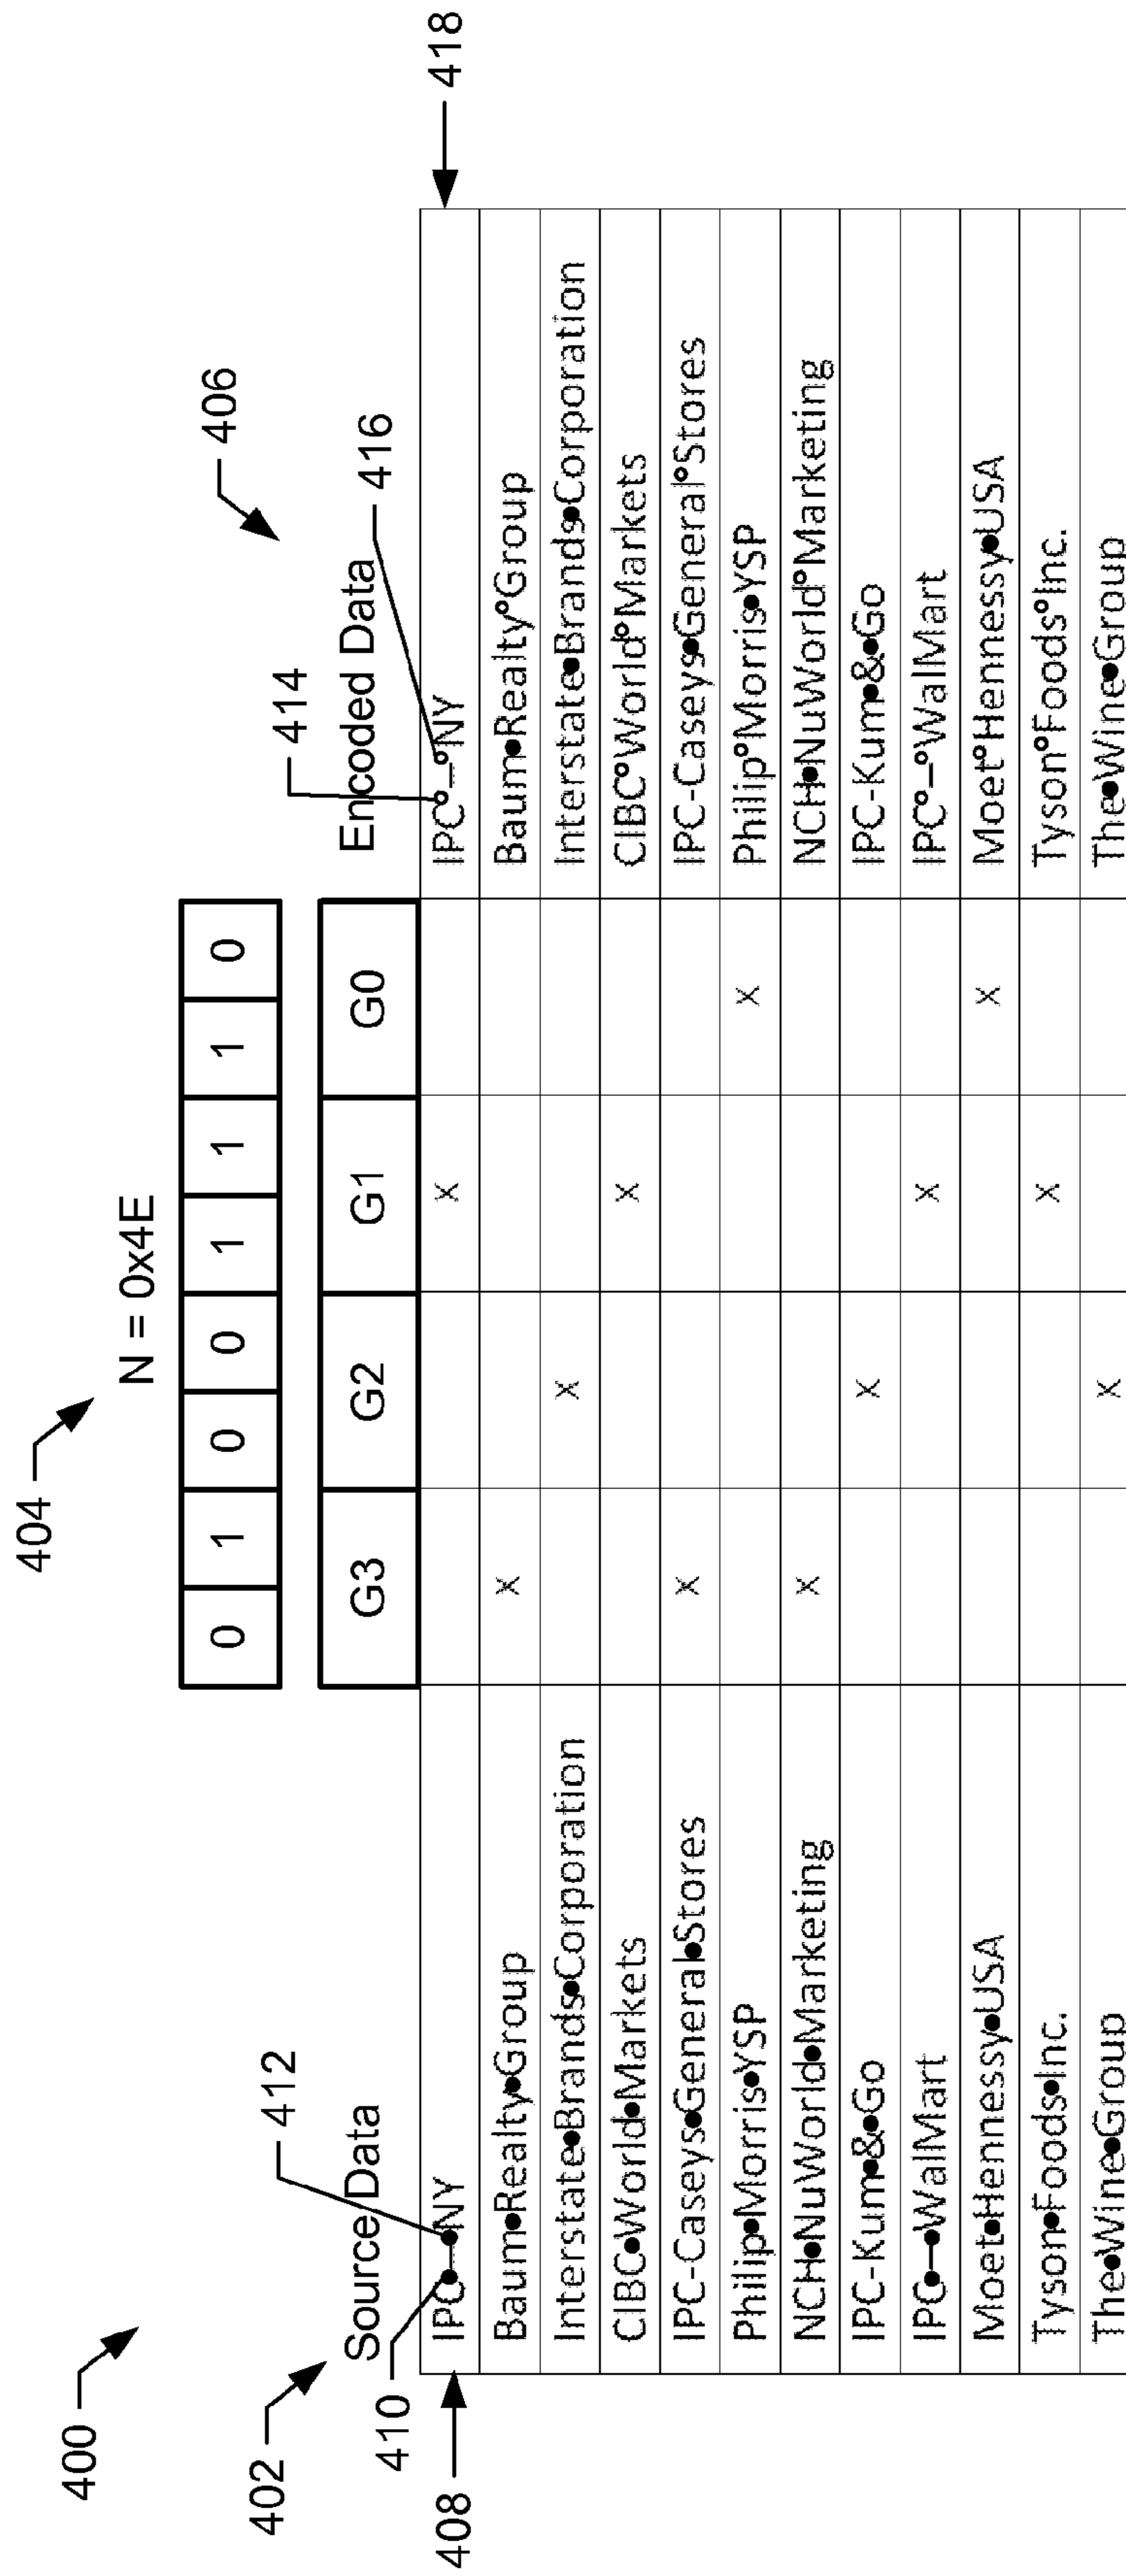 400
404
N = 0x4E
406
402
Source Data
412
0 1 0 0 1 1 1 0
414
Encoded Data
416
G3 G2 G1 G0
410
408
418
IPC•–•NY x IPC°–°NY
Baum•Realty•Group x Baum•Realty°Group
Interstate•Brands•Corporation x Interstate•Brands•Corporation
CIBC•World•Markets x CIBC°World°Markets
IPC-Caseys•General•Stores x IPC-Caseys•General°Stores
Philip•Morris•YSP x Philip°Morris•YSP
NCH•NuWorld•Marketing x NCH•NuWorld°Marketing
IPC-Kum•&•Go x IPC-Kum•&•Go
IPC•–•WalMart x IPC°–°WalMart
Moet•Hennessy•USA x Moet°Hennessy•USA
Tyson•Foods•Inc. x Tyson°Foods°Inc.
The•Wine•Group x The•Wine•Group